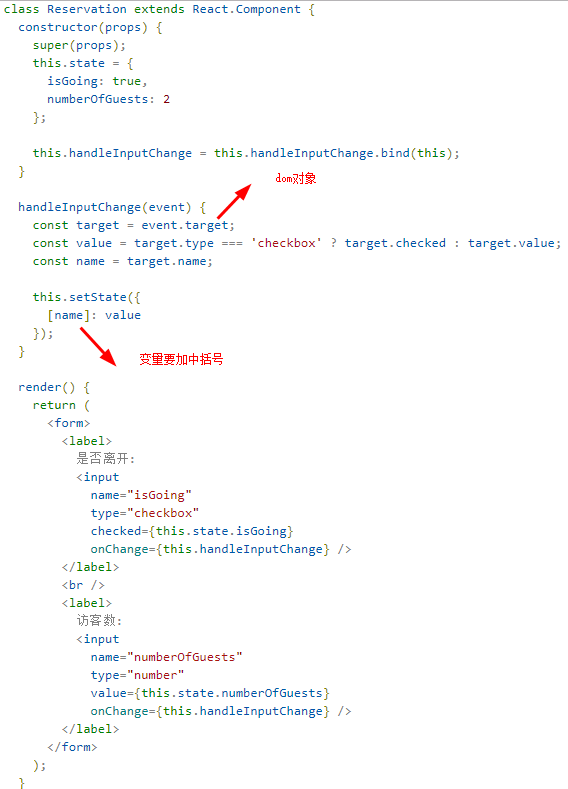 class Reservation extends React.Component {
  constructor(props) {
    super(props);
    this.state = {
      isGoing: true,
      numberOfGuests: 2
    };

    this.handleInputChange = this.handleInputChange.bind(this);
  }
dom对象

  handleInputChange(event) {
    const target = event.target;
    const value = target.type === 'checkbox' ? target.checked : target.value;
    const name = target.name;

    this.setState({
      [name]: value
    });
  }
变量要加中括号

  render() {
    return (
      <form>
        <label>
          是否离开:
          <input
            name="isGoing"
            type="checkbox"
            checked={this.state.isGoing}
            onChange={this.handleInputChange} />
        </label>
        <br />
        <label>
          访客数:
          <input
            name="numberOfGuests"
            type="number"
            value={this.state.numberOfGuests}
            onChange={this.handleInputChange} />
        </label>
      </form>
    );
  }